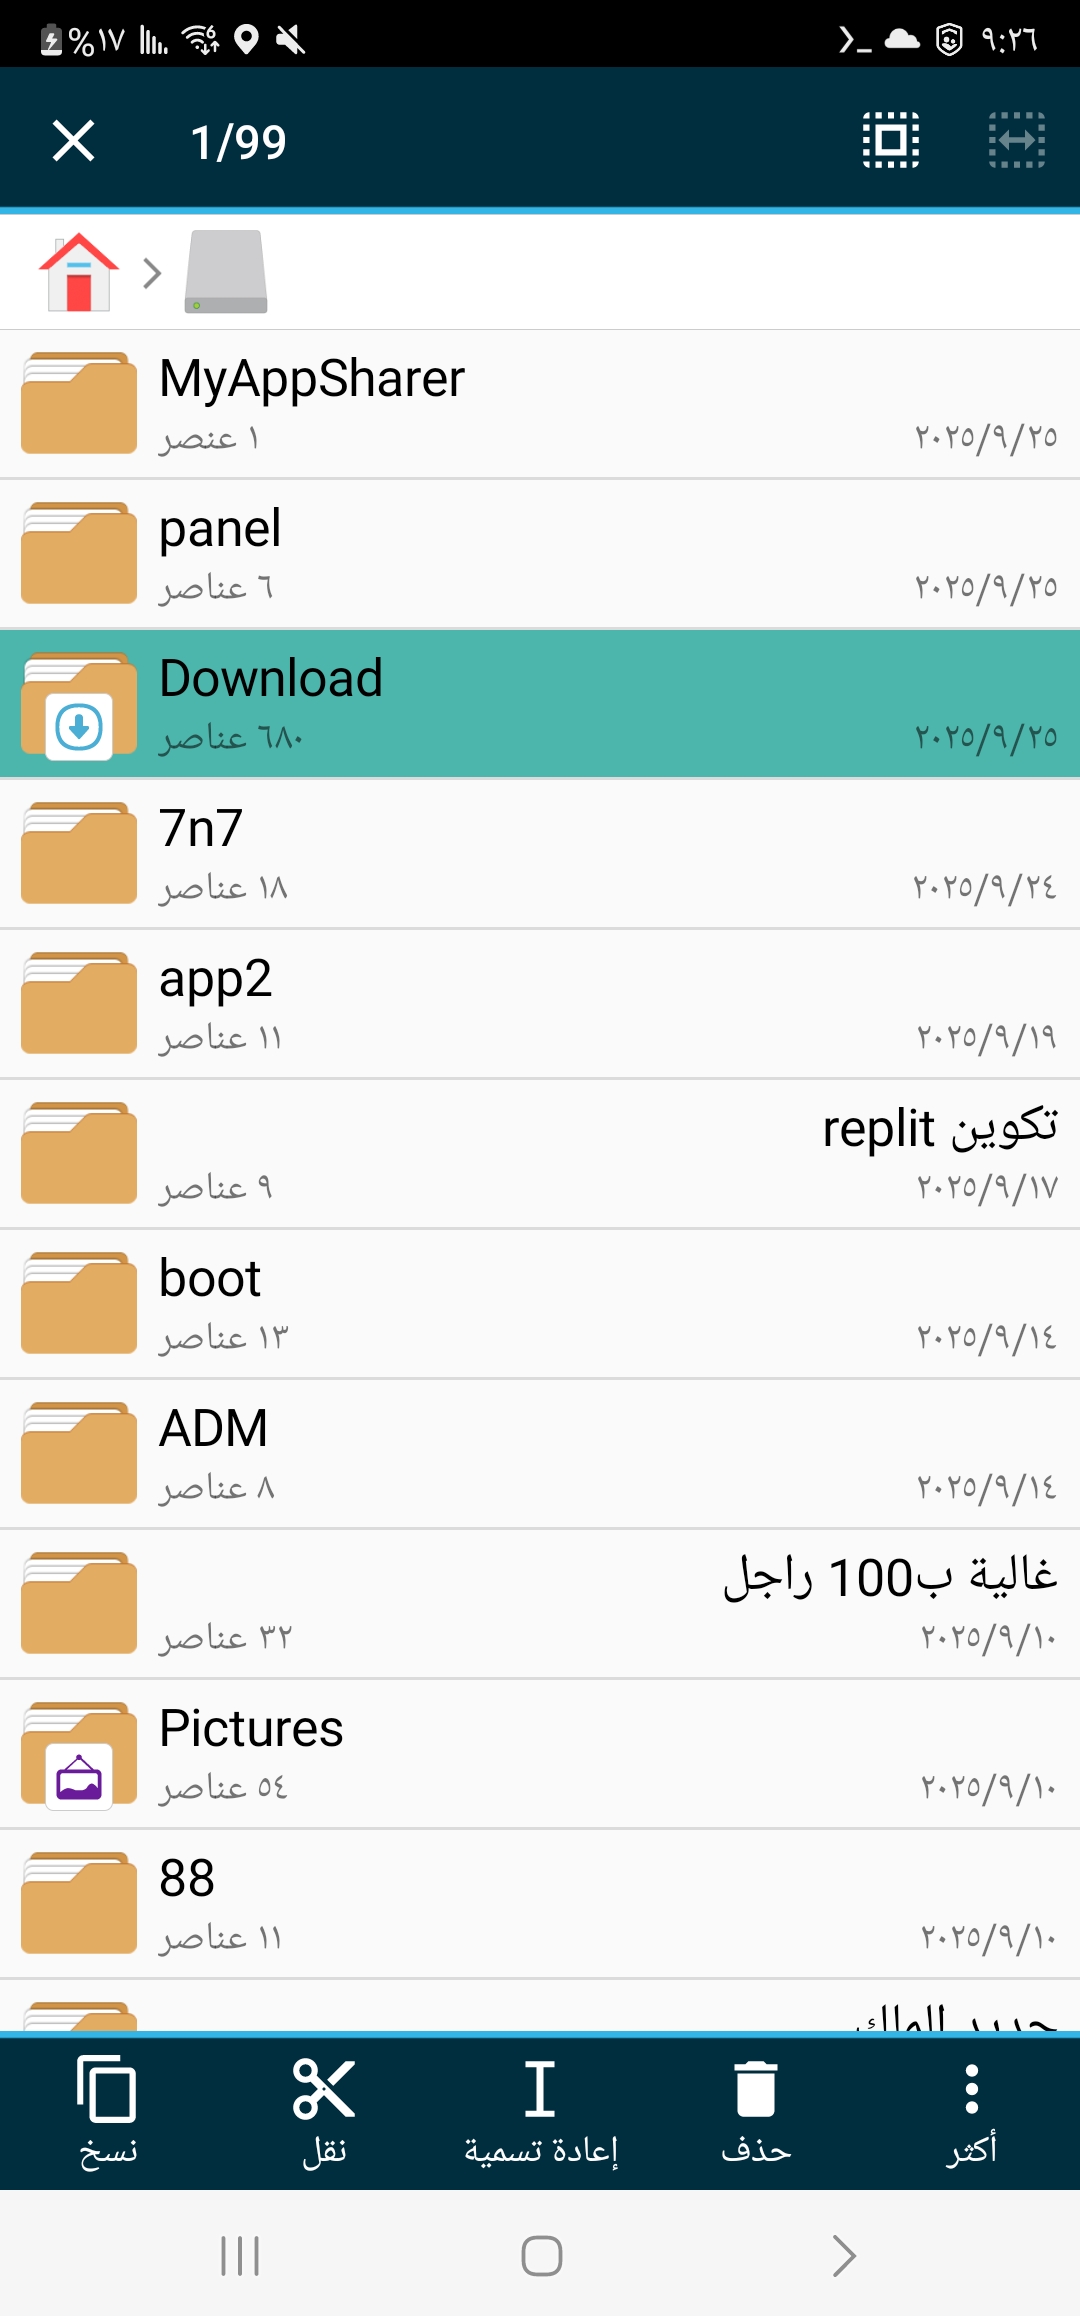 %١٧
٩:٢٦
1/99
MyAppSharer
١ عنصر
٢٠٢٥/٩/٢٥
panel
٦ عناصر
٢٠٢٥/٩/٢٥
Download
٦٨٠ عناصر
٢٠٢٥/٩/٢٥
7n7
١٨ عناصر
٢٠٢٥/٩/٢٤
app2
١١ عناصر
٢٠٢٥/٩/١٩
تكوين replit
٩ عناصر
٢٠٢٥/٩/١٧
boot
١٣ عناصر
٢٠٢٥/٩/١٤
ADM
٨ عناصر
٢٠٢٥/٩/١٤
غالية ب100 راجل
٣٢ عناصر
٢٠٢٥/٩/١٠
Pictures
٥٤ عناصر
٢٠٢٥/٩/١٠
88
١١ عناصر
٢٠٢٥/٩/١٠
نسخ
نقل
إعادة تسمية
حذف
أكثر